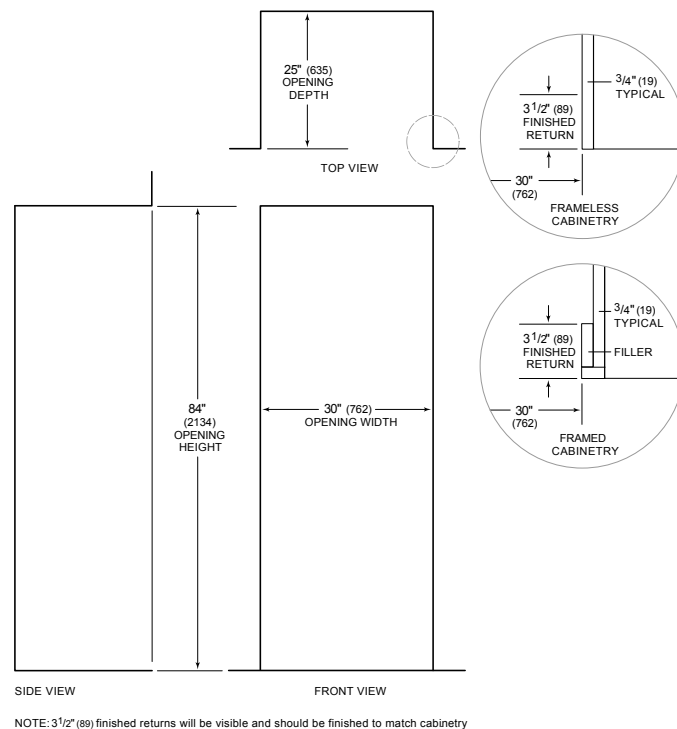 25" (635)
OPENING
DEPTH
TOP VIEW
3/4" (19)
TYPICAL
3 1/2" (89)
FINISHED
RETURN
30"
(762)
FRAMELESS
CABINETRY
3/4" (19)
TYPICAL
3 1/2" (89)
FINISHED
RETURN
FILLER
30"
(762)
FRAMED
CABINETRY
84"
(2134)
OPENING
HEIGHT
30" (762)
OPENING WIDTH
SIDE VIEW
FRONT VIEW
NOTE: 3 1/2" (89) finished returns will be visible and should be finished to match cabinetry